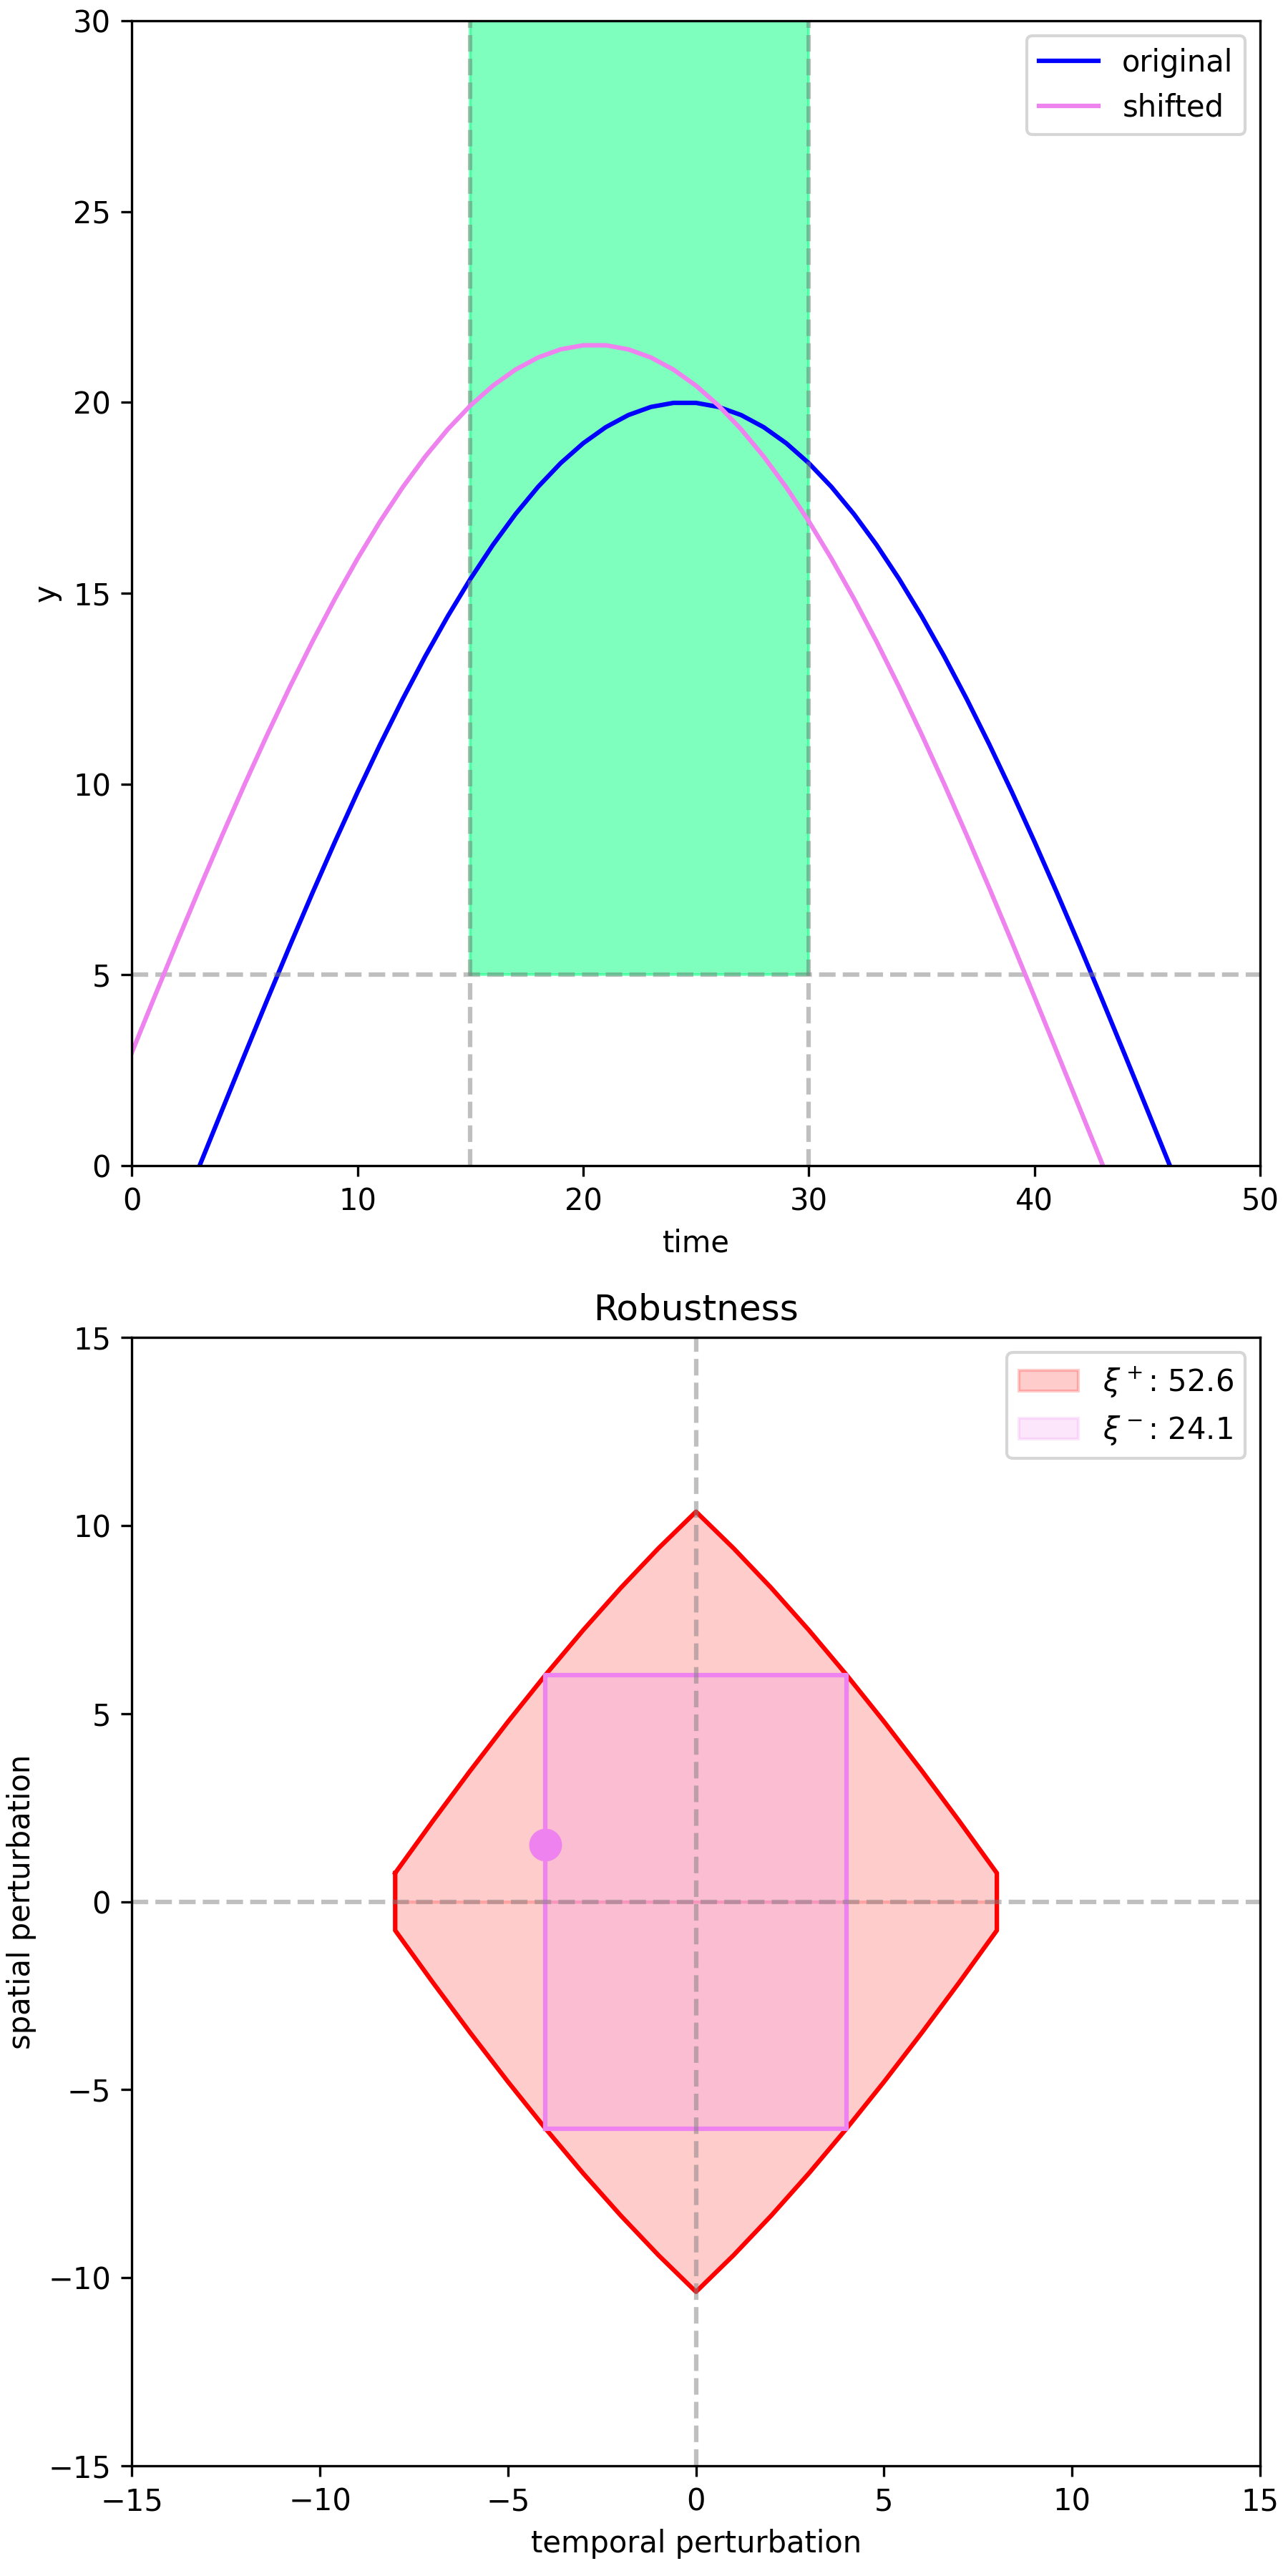 30
25
20
15
10
5
0
y
original
shifted
0 10 20 30 40 50
time
Robustness
15
10
5
0
−5
−10
−15
spatial perturbation
ξ⁺: 52.6
ξ⁻: 24.1
−15 −10 −5 0 5 10 15
temporal perturbation